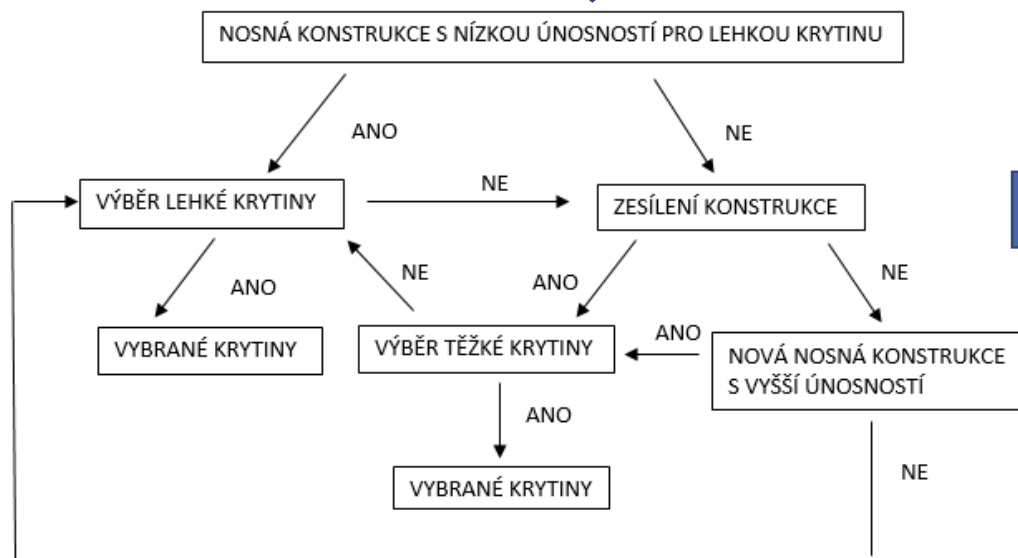 NOSNÁ KONSTRUKCE S NÍZKOU ÚNOSNOSTÍ PRO LEHKOU KRYTINU
ANO
NE
VÝBĚR LEHKÉ KRYTINY
NE
ZESÍLENÍ KONSTRUKCE
ANO
NE
ANO
NE
VYBRANÉ KRYTINY
VÝBĚR TĚŽKÉ KRYTINY
ANO
NOVÁ NOSNÁ KONSTRUKCE
S VYŠŠÍ ÚNOSNOSTÍ
ANO
NE
VYBRANÉ KRYTINY